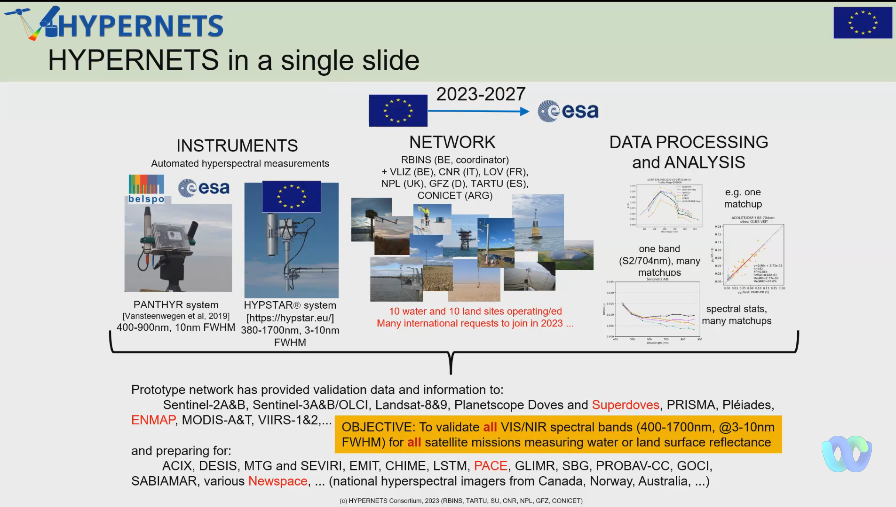 HYPERNETS
HYPERNETS in a single slide
2023-2027
esa
INSTRUMENTS
Automated hyperspectral measurements
belspo
esa
PANTHYR system
[Vansteenwegen et al, 2019]
400-900nm, 10nm FWHM
HYPSTAR® system
[https://hypstar.eu/]
380-1700nm, 3-10nm
FWHM
NETWORK
RBINS (BE, coordinator)
+ VLIZ (BE), CNR (IT), LOV (FR),
NPL (UK), GFZ (D), TARTU (ES),
CONICET (ARG)
10 water and 10 land sites operating/ed
Many international requests to join in 2023 ...
DATA PROCESSING
and ANALYSIS
e.g. one
matchup
one band
(S2/704nm), many
matchups
spectral stats,
many matchups
Prototype network has provided validation data and information to:
Sentinel-2A&B, Sentinel-3A&B/OLCI, Landsat-8&9, Planetscope Doves and Superdoves, PRISMA, Pléiades,
ENMAP, MODIS-A&T, VIIRS-1&2,...
OBJECTIVE: To validate all VIS/NIR spectral bands (400-1700nm, @3-10nm
FWHM) for all satellite missions measuring water or land surface reflectance
and preparing for:
ACIX, DESIS, MTG and SEVIRI, EMIT, CHIME, LSTM, PACE, GLIMR, SBG, PROBAV-CC, GOCI,
SABIAMAR, various Newspace, ... (national hyperspectral imagers from Canada, Norway, Australia, ...)
(c) HYPERNETS Consortium, 2023 (RBINS, TARTU, SU, CNR, NPL, GFZ, CONICET)